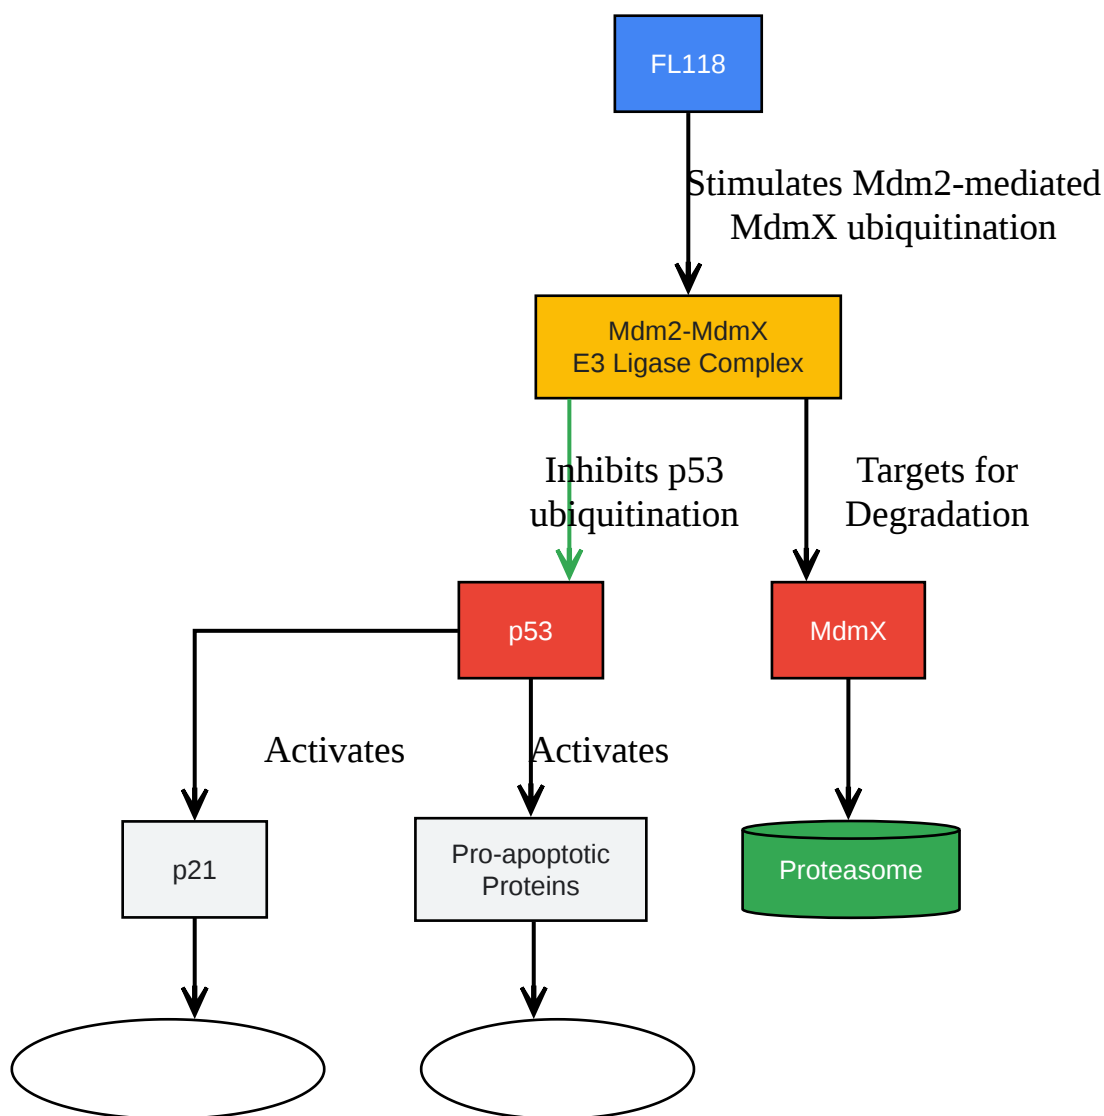 FL118
Stimulates Mdm2-mediated
MdmX ubiquitination
Mdm2-MdmX
E3 Ligase Complex
Inhibits p53
ubiquitination
Targets for
Degradation
p53
MdmX
Activates
Activates
p21
Pro-apoptotic
Proteins
Proteasome